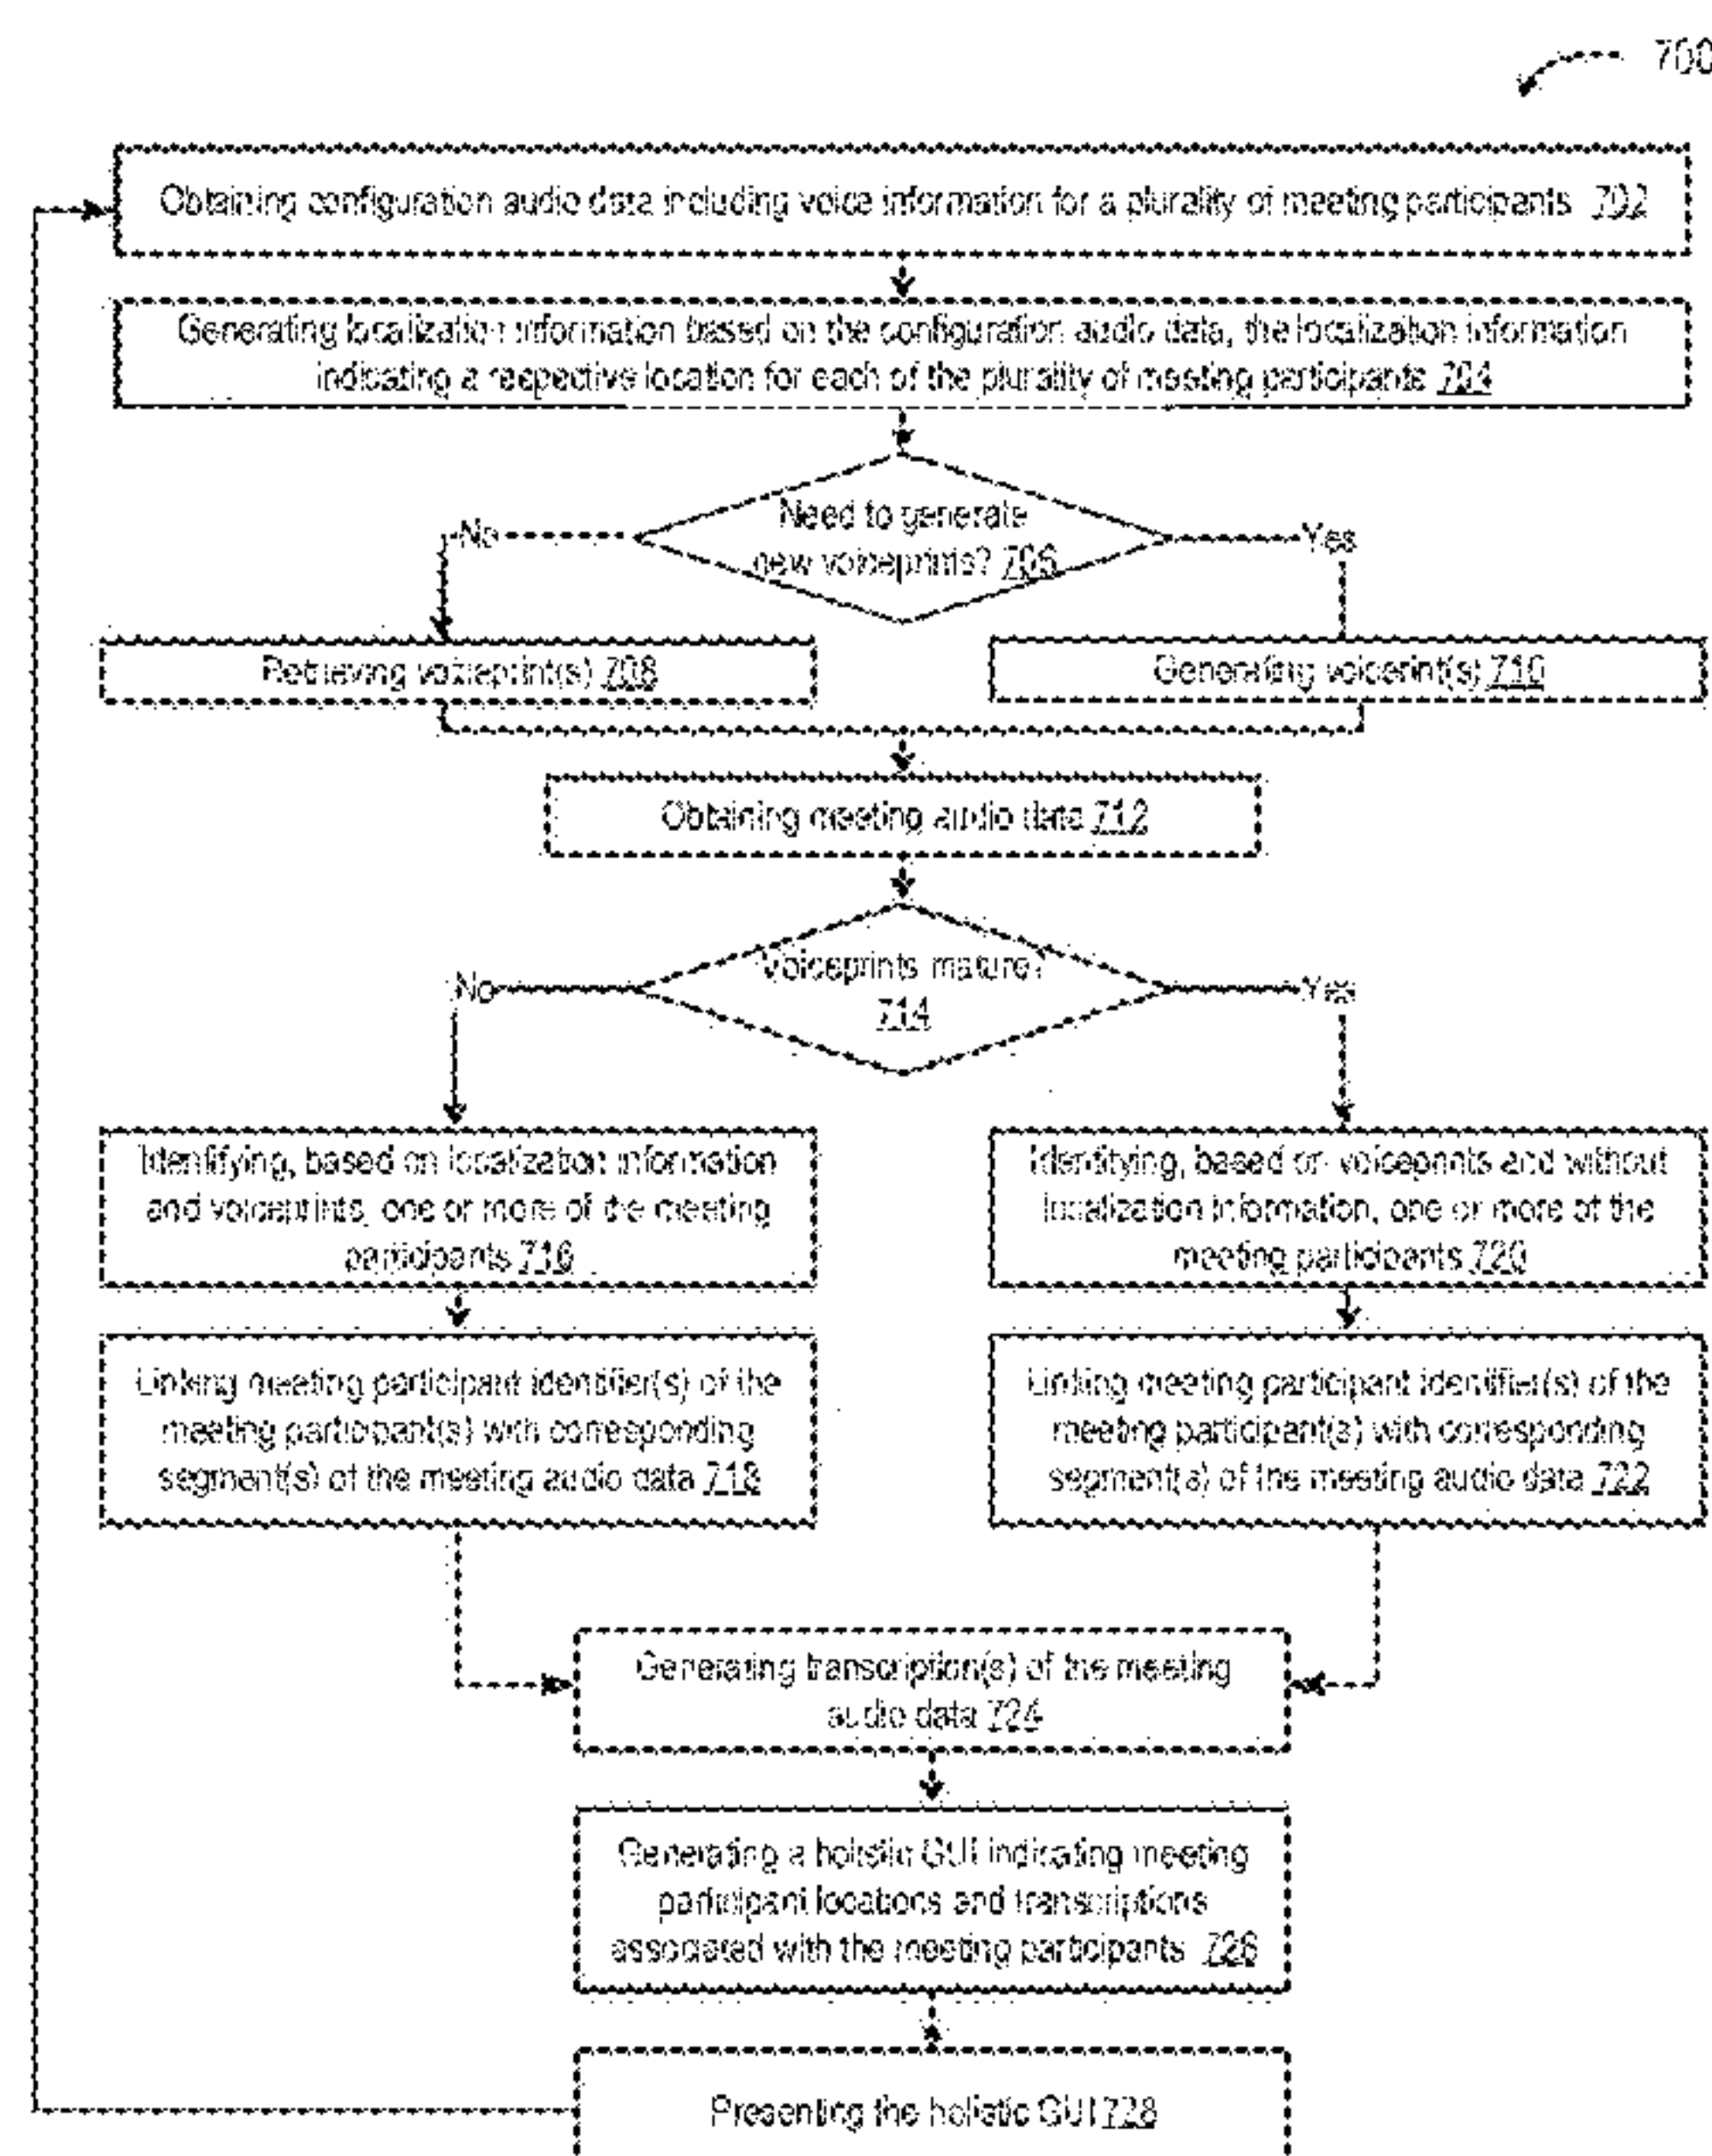 700
Obtaining configuration audio data including voice information for a plurality of meeting participants 702
Generating localization information based on the configuration audio data, the localization information
indicating a respective location for each of the plurality of meeting participants 704
Need to generate
new voiceprints? 706
No
Yes
Retrieving voiceprint(s) 708
Generating voicerint(s) 710
Obtaining meeting audio data 712
Voiceprints mature?
714
No
Yes
Identifying, based on localization information
and voiceprints, one or more of the meeting
participants 716
Identifying, based on voiceprints and without
localization information, one or more of the
meeting participants 720
Linking meeting participant identifier(s) of the
meeting participant(s) with corresponding
segment(s) of the meeting audio data 718
Linking meeting participant identifier(s) of the
meeting participant(s) with corresponding
segment(s) of the meeting audio data 722
Generating transcription(s) of the meeting
audio data 724
Generating a holistic GUI indicating meeting
participant locations and transcriptions
associated with the meeting participants 726
Presenting the holistic GUI 728